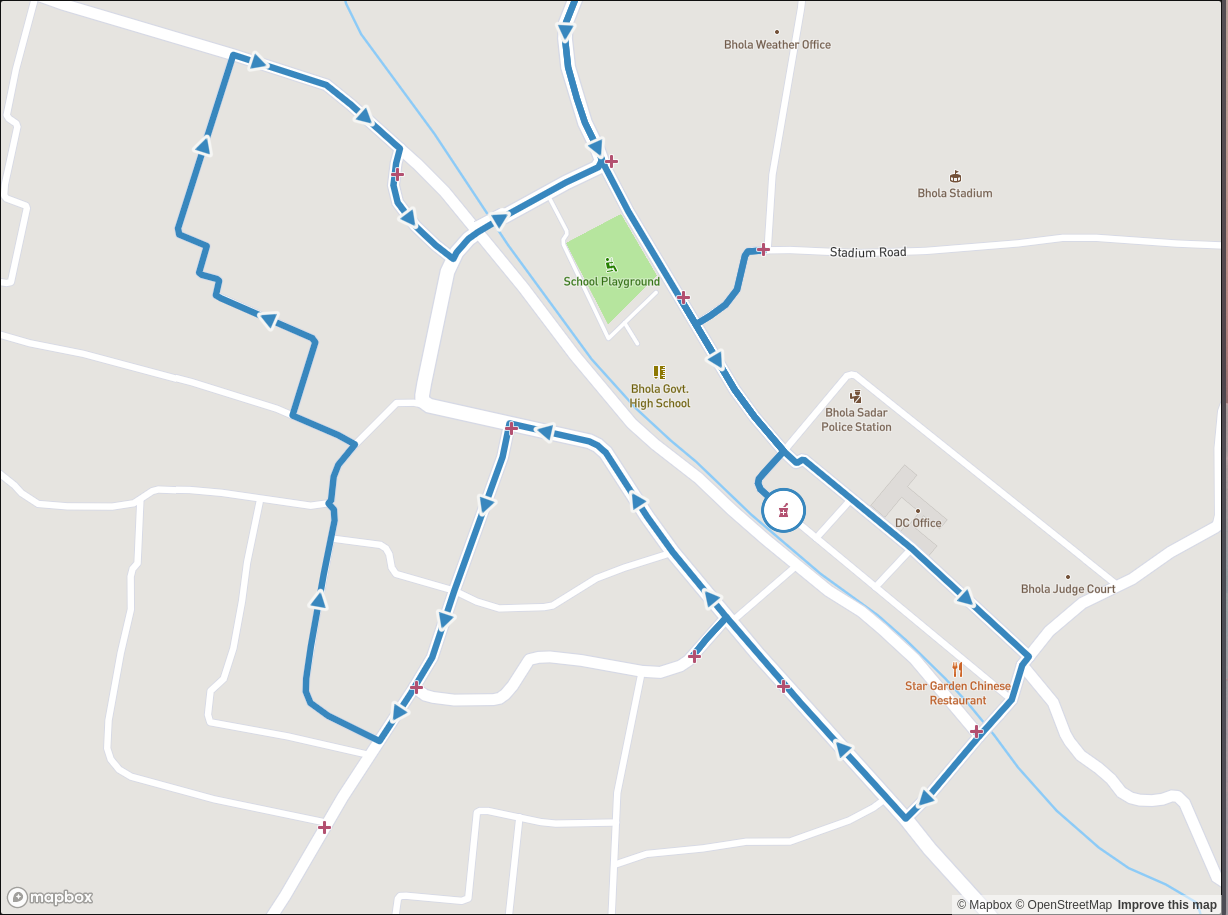 Bhola Weather Office
Bhola Stadium
Stadium Road
School Playground
Bhola Govt.
High School
Bhola Sadar
Police Station
DC Office
Bhola Judge Court
Star Garden Chinese
Restaurant
mapbox
© Mapbox © OpenStreetMap Improve this map